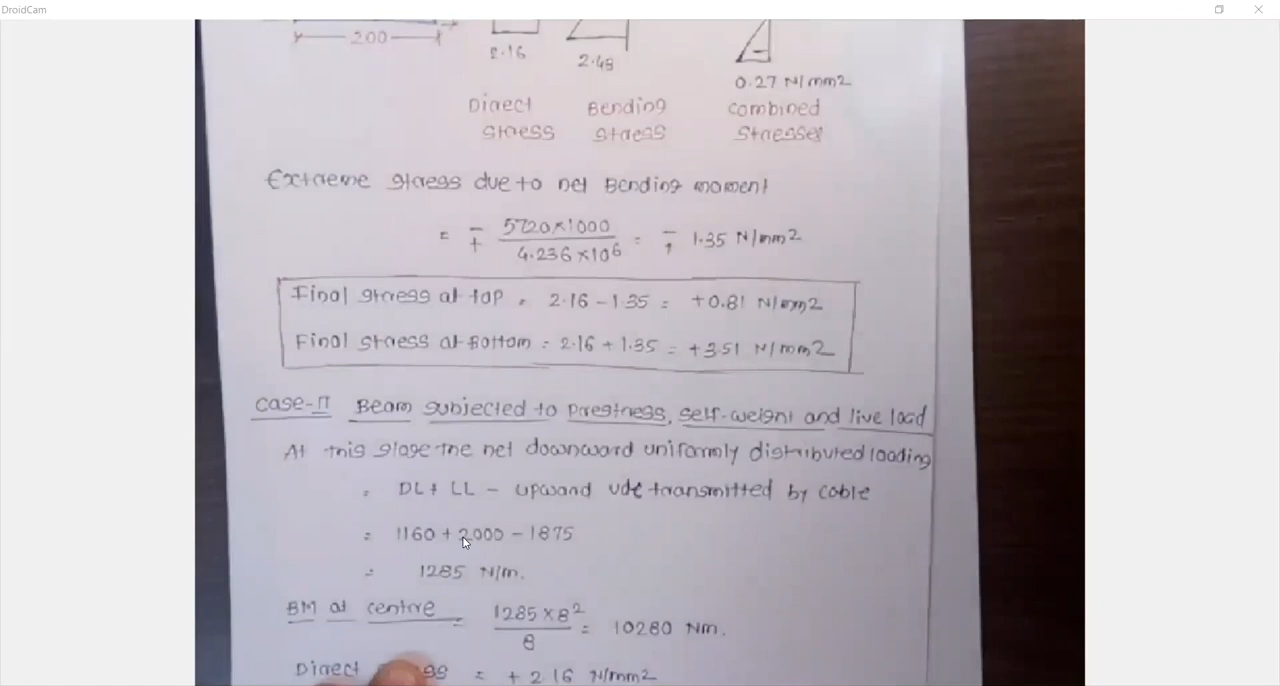 DroidCam
200
2.16
2.43
0.27 N/mm2
Direct Bending Combined
Stress Stress Stresses
Extreme stress due to net Bending moment
= -/+ 5720×1000 / 4.236×10⁶ = -/+ 1.35 N/mm2
Final stress at top = 2.16 - 1.35 = +0.81 N/mm2
Final stress at Bottom = 2.16 + 1.35 = +3.51 N/mm2
Case-II Beam subjected to Prestress, self-weight and live load
At this stage the net downward uniformly distributed loading
= DL + LL - upward udl transmitted by cable
= 1160 + 2000 - 1875
= 1285 N/m.
BM at centre = 1285 × 8² / 8 = 10280 Nm.
Direct = + 2.16 N/mm2